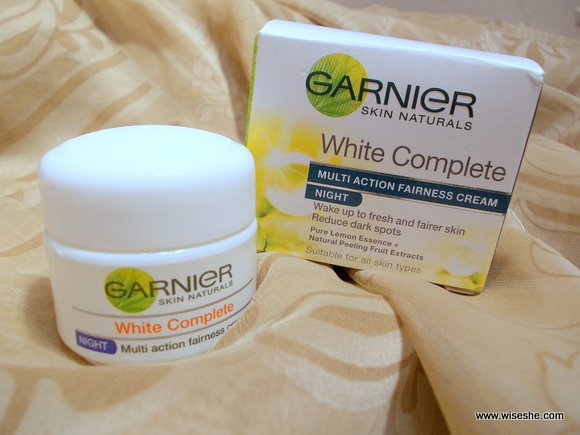 GARNIER
SKIN NATURALS
White Complete
MULTI ACTION FAIRNESS CREAM
NIGHT
Wake up to fresh and fairer skin
Reduce dark spots
Pure Lemon Essence +
Natural Peeling Fruit Extracts
Suitable for all skin types
GARNIER
SKIN NATURALS
White Complete
NIGHT Multi action fairness
www.wiseshe.com